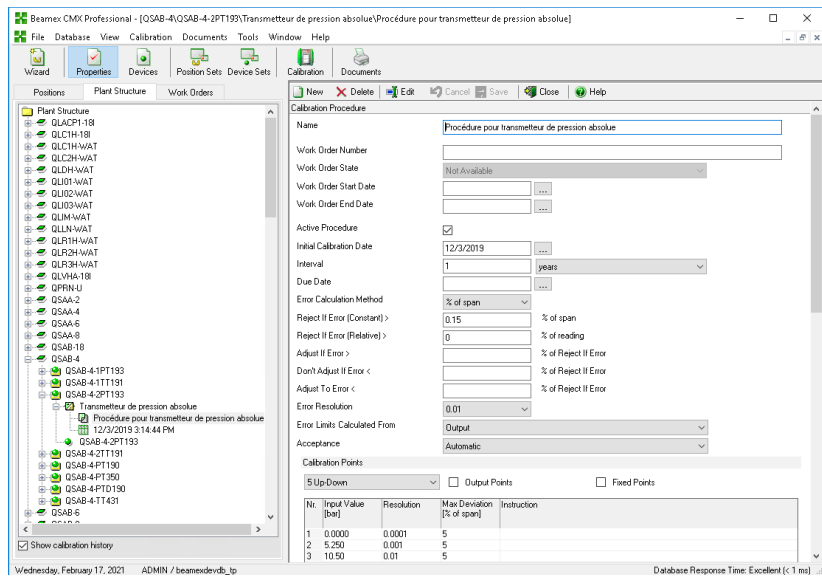 Beamex CMX Professional - [QSAB-4\QSAB-4-2PT193\Transmetteur de pression absolue\Procédure pour transmetteur de pression absolue]
File Database View Calibration Documents Tools Window Help
Wizard Properties Devices Position Sets Device Sets Calibration Documents
Positions Plant Structure Work Orders
Plant Structure
QLACP1-18I
QLC1H-18I
QLC1H-WAT
QLC2H-WAT
QLDH-WAT
QLI01-WAT
QLI02-WAT
QLI03-WAT
QLIM-WAT
QLLN-WAT
QLR1H-WAT
QLR2H-WAT
QLR3H-WAT
QLVHA-18I
QPRN-U
QSAA-2
QSAA-4
QSAA-6
QSAA-8
QSAB-18
QSAB-4
QSAB-4-1PT193
QSAB-4-1TT191
QSAB-4-2PT193
Transmetteur de pression absolue
Procédure pour transmetteur de pression absolue
12/3/2019 3:14:44 PM
QSAB-4-2PT193
QSAB-4-2TT191
QSAB-4-PT190
QSAB-4-PT350
QSAB-4-PTD190
QSAB-4-TT431
QSAB-6
Show calibration history
New Delete Edit Cancel Save Close Help
Calibration Procedure
Name Procédure pour transmetteur de pression absolue
Work Order Number
Work Order State Not Available
Work Order Start Date ...
Work Order End Date ...
Active Procedure
Initial Calibration Date 12/3/2019 ...
Interval 1 years
Due Date ...
Error Calculation Method % of span
Reject If Error (Constant) > 0.15 % of span
Reject If Error (Relative) > 0 % of reading
Adjust If Error > % of Reject If Error
Don't Adjust If Error < % of Reject If Error
Adjust To Error < % of Reject If Error
Error Resolution 0.01
Error Limits Calculated From Output
Acceptance Automatic
Calibration Points
5 Up-Down Output Points Fixed Points
Nr. Input Value [bar] Resolution Max Deviation [% of span] Instruction
1 0.0000 0.0001 5
2 5.250 0.001 5
3 10.50 0.01 5
Wednesday, February 17, 2021 ADMIN / beamexdevdb_tp Database Response Time: Excellent (< 1 ms)